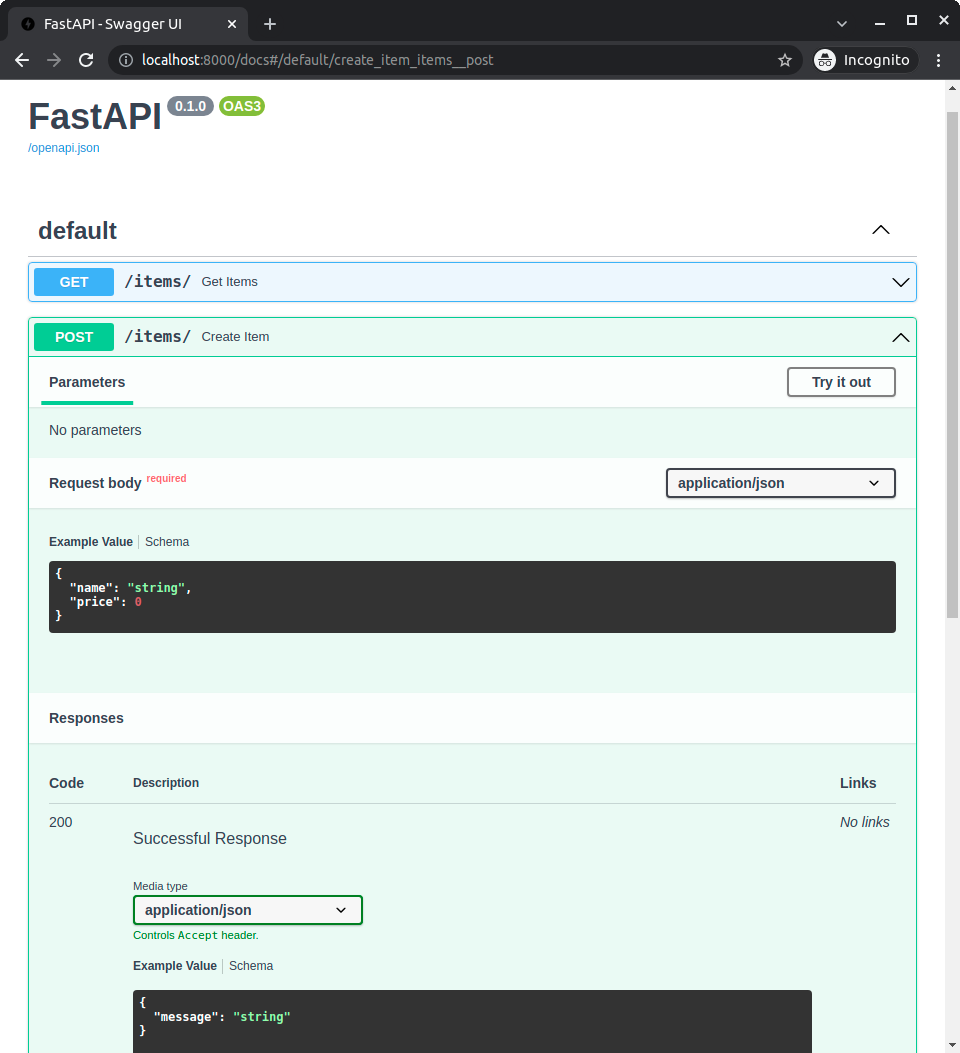 FastAPI - Swagger UI
localhost:8000/docs#/default/create_item_items__post
Incognito
FastAPI 0.1.0 OAS3
/openapi.json
default
GET /items/ Get Items
POST /items/ Create Item
Parameters
Try it out
No parameters
Request body required
application/json
Example Value Schema
{
  "name": "string",
  "price": 0
}
Responses
Code Description Links
200 Successful Response No links
Media type
application/json
Controls Accept header.
Example Value Schema
{
  "message": "string"
}